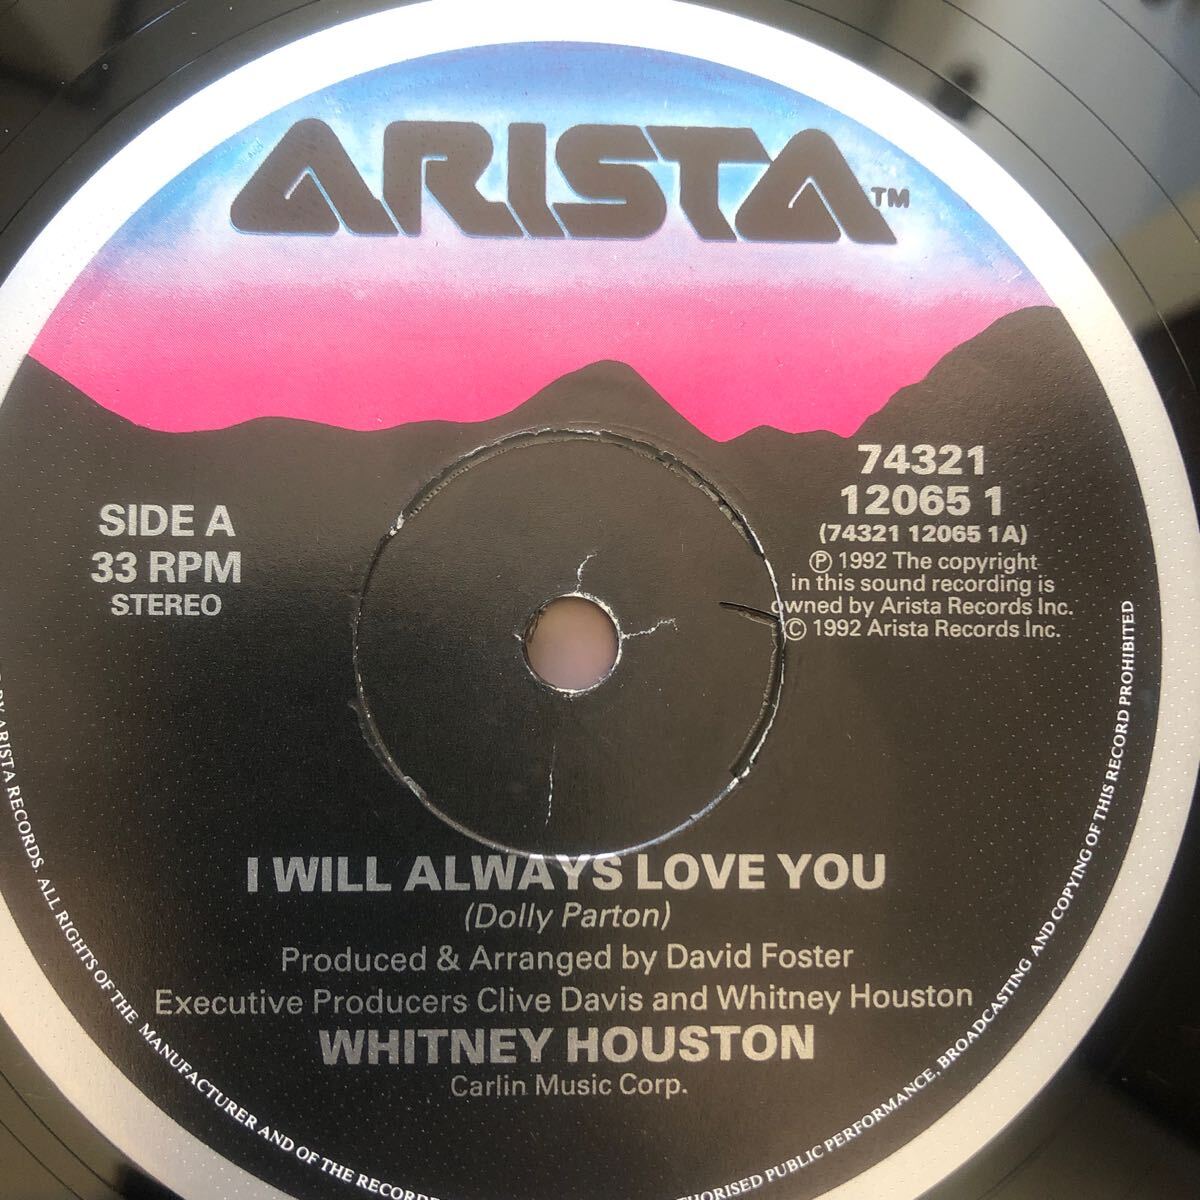 ARISTA™
SIDE A
33 RPM
STEREO
74321
12065 1
(74321 12065 1A)
Ⓟ 1992 The copyright
in this sound recording is
owned by Arista Records Inc.
© 1992 Arista Records Inc.
I WILL ALWAYS LOVE YOU
(Dolly Parton)
Produced & Arranged by David Foster
Executive Producers Clive Davis and Whitney Houston
WHITNEY HOUSTON
Carlin Music Corp.
BY ARISTA RECORDS. ALL RIGHTS OF THE MANUFACTURER AND OF THE RECORDE
THORISED PUBLIC PERFORMANCE, BROADCASTING AND COPYING OF THIS RECORD PROHIBITED